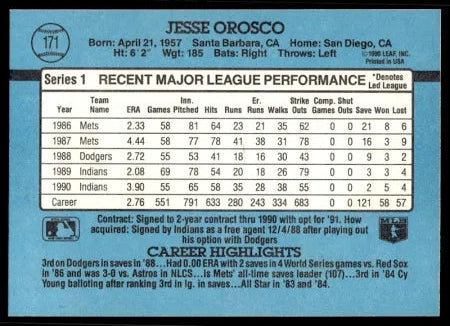 171
JESSE OROSCO
Born: April 21, 1957 Santa Barbara, CA Home: San Diego, CA
Ht: 6'2" Wgt: 185 Bats: Right Throws: Left
© 1990 LEAF, INC.
Printed in USA
Series 1 RECENT MAJOR LEAGUE PERFORMANCE *Denotes Led League
Year Team Name ERA Games Inn. Pitched Hits Runs Er. Runs Walks Strike Outs Comp. Games Shut Outs Save Won Lost
1986 Mets 2.33 58 81 64 23 21 35 62 0 0 21 8 6
1987 Mets 4.44 58 77 78 41 38 31 78 0 0 16 3 9
1988 Dodgers 2.72 55 53 41 18 16 30 43 0 0 9 3 2
1989 Indians 2.08 69 78 54 20 18 26 79 0 0 3 3 4
1990 Indians 3.90 55 65 58 35 28 38 55 0 0 2 5 4
Career 2.76 551 791 633 280 243 334 683 0 0 121 58 57
Contract: Signed to 2-year contract thru 1990 with opt for '91. How
acquired: Signed by Indians as a free agent 12/4/88 after playing out
his option with Dodgers
CAREER HIGHLIGHTS
3rd on Dodgers in saves in '88...Had 0.00 ERA with 2 saves in 4 World Series games vs. Red Sox
in '86 and was 3-0 vs. Astros in NLCS...is Mets' all-time saves leader (107)...3rd in '84 Cy
Young balloting after ranking 3rd in lg. in saves...All Star in '83 and '84.